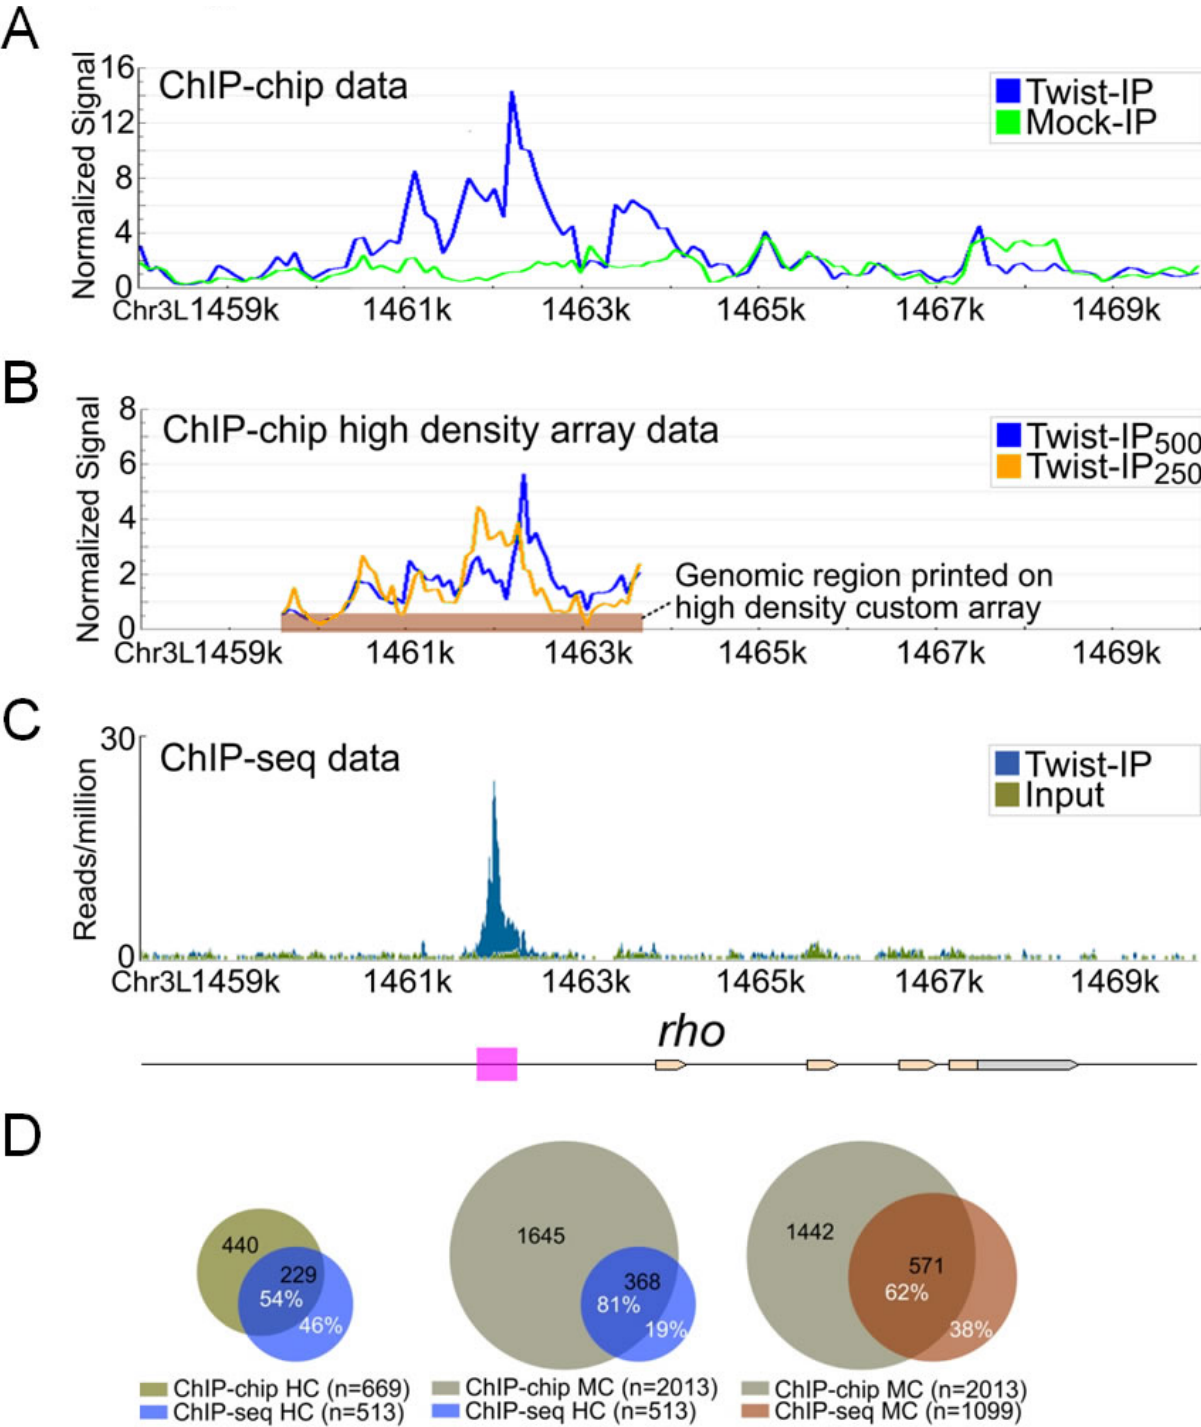 A
ChIP-chip data
Normalized Signal
16
12
8
4
0
Twist-IP
Mock-IP
Chr3L1459k 1461k 1463k 1465k 1467k 1469k
B
ChIP-chip high density array data
Normalized Signal
8
6
4
2
0
Twist-IP500
Twist-IP250
Genomic region printed on
high density custom array
Chr3L1459k 1461k 1463k 1465k 1467k 1469k
C
ChIP-seq data
Reads/million
30
0
Twist-IP
Input
Chr3L1459k 1461k 1463k 1465k 1467k 1469k
rho
D
440
229
54%
46%
ChIP-chip HC (n=669)
ChIP-seq HC (n=513)
1645
368
81%
19%
ChIP-chip MC (n=2013)
ChIP-seq HC (n=513)
1442
571
62%
38%
ChIP-chip MC (n=2013)
ChIP-seq MC (n=1099)